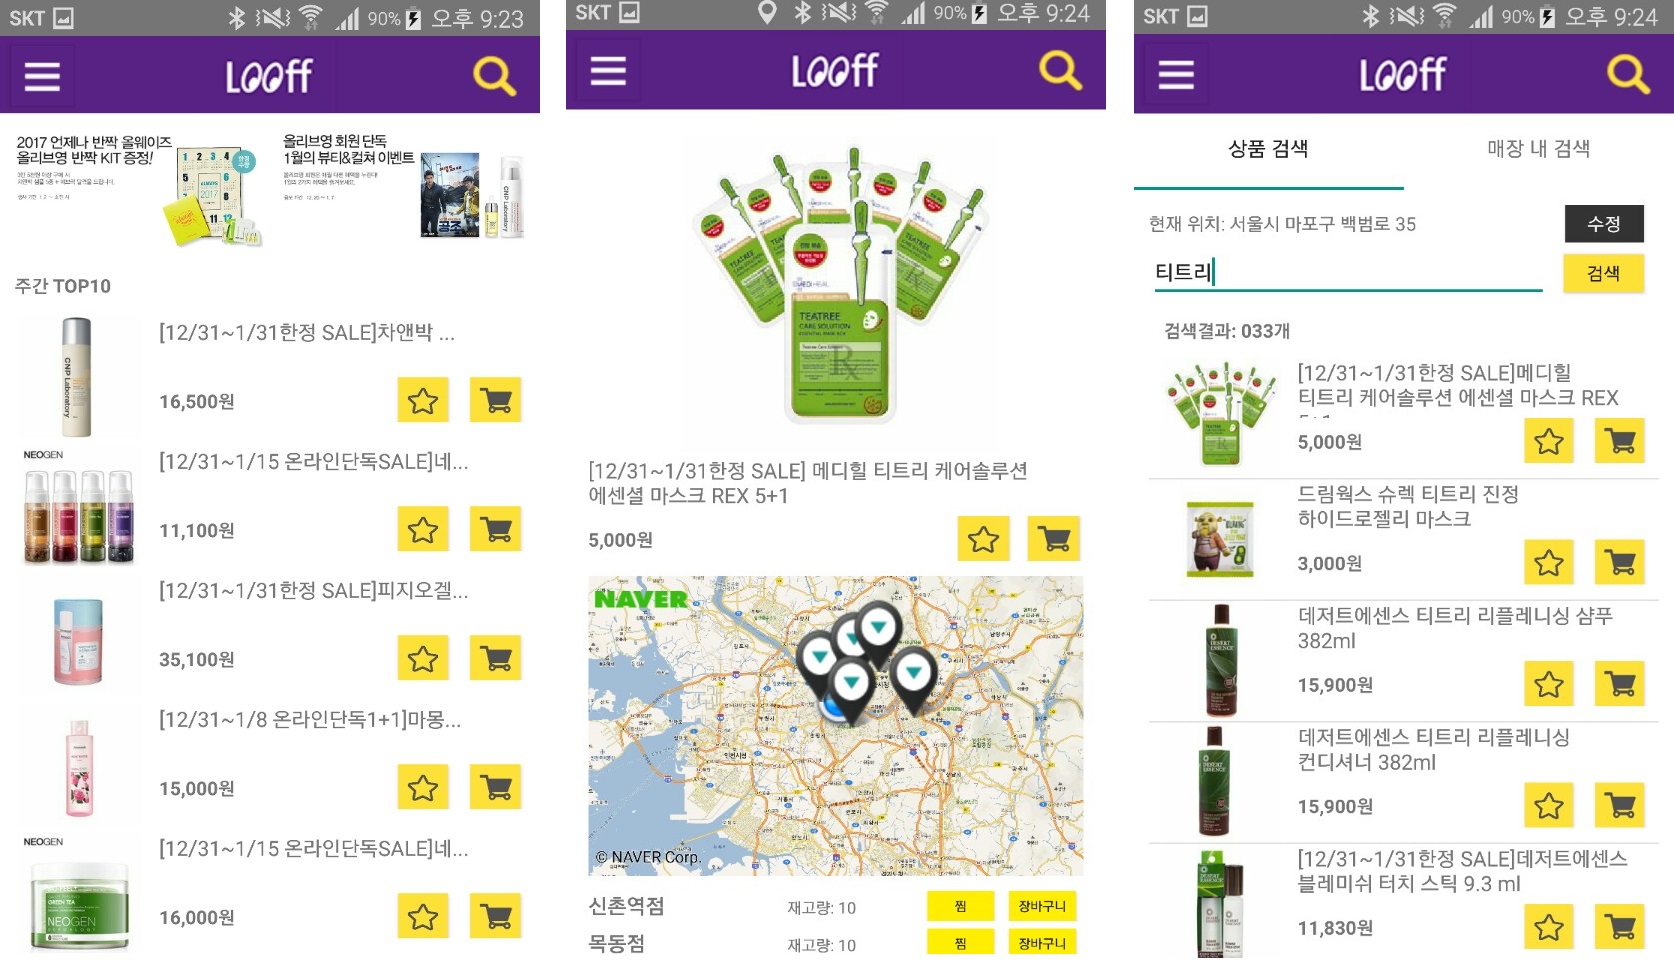 SKT 90% 오후 9:23
Looff
2017 언제나 반짝 올웨이즈
올리브영 반짝 KIT 증정!
올리브영 회원 단독
1월의 뷰티&컬쳐 이벤트
주간 TOP10
[12/31~1/31한정 SALE]차앤박 ...
16,500원
NEOGEN
[12/31~1/15 온라인단독SALE]네...
11,100원
[12/31~1/31한정 SALE]피지오겔...
35,100원
[12/31~1/8 온라인단독1+1]마몽...
15,000원
NEOGEN
[12/31~1/15 온라인단독SALE]네...
GREEN TEA
NEOGEN
16,000원
SKT 90% 오후 9:24
Looff
MEDIHEAL
TEATREE
CARE SOLUTION
[12/31~1/31한정 SALE] 메디힐 티트리 케어솔루션
에센셜 마스크 REX 5+1
5,000원
NAVER
© NAVER Corp.
신촌역점 재고량: 10 찜 장바구니
목동점 재고량: 10 찜 장바구니
SKT 90% 오후 9:24
Looff
상품 검색 매장 내 검색
현재 위치: 서울시 마포구 백범로 35 수정
티트리 검색
검색결과: 033개
[12/31~1/31한정 SALE]메디힐
티트리 케어솔루션 에센셜 마스크 REX
5+1
5,000원
드림웍스 슈렉 티트리 진정
하이드로젤리 마스크
3,000원
데저트에센스 티트리 리플레니싱 샴푸
382ml
15,900원
데저트에센스 티트리 리플레니싱
컨디셔너 382ml
15,900원
[12/31~1/31한정 SALE]데저트에센스
블레미쉬 터치 스틱 9.3 ml
11,830원